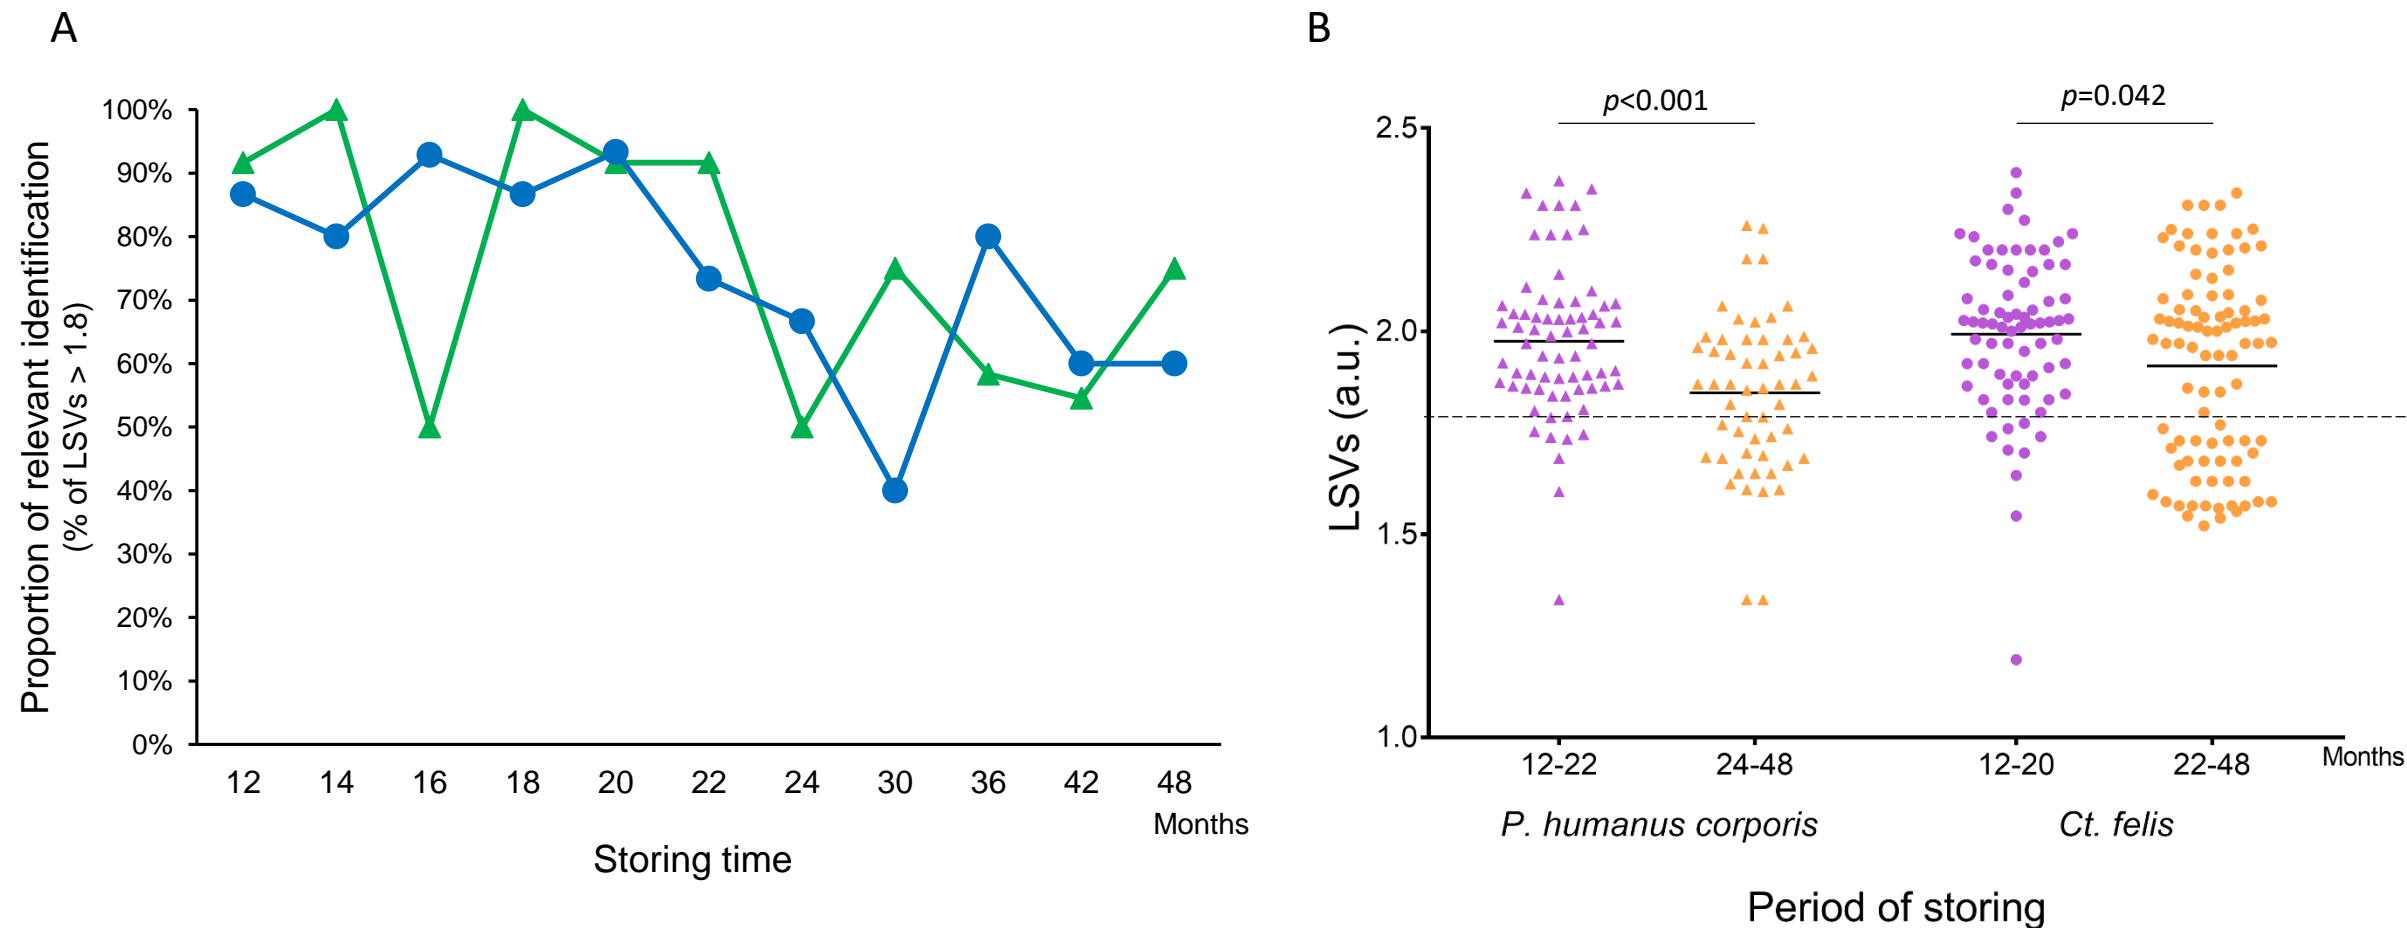 A
Proportion of relevant identification
(% of LSVs > 1.8)
100%
90%
80%
70%
60%
50%
40%
30%
20%
10%
0%
12 14 16 18 20 22 24 30 36 42 48
Months
Storing time
B
p<0.001
p=0.042
LSVs (a.u.)
2.5
2.0
1.5
1.0
12-22 24-48 12-20 22-48 Months
P. humanus corporis Ct. felis
Period of storing